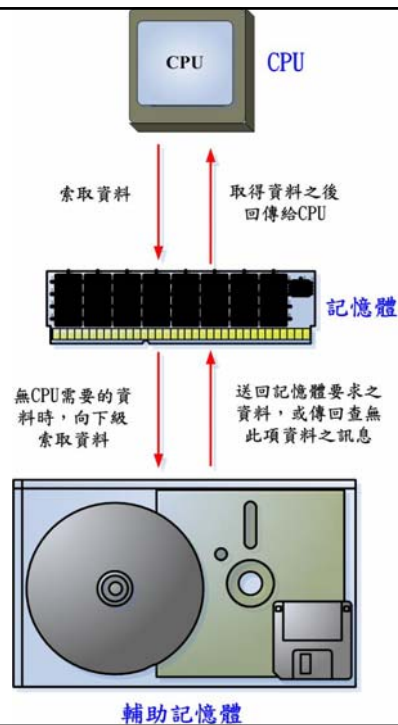 CPU
CPU
索取資料
取得資料之後
回傳給CPU
記憶體
無CPU需要的資
料時，向下級
索取資料
送回記憶體要求之
資料，或傳回查無
此項資料之訊息
輔助記憶體